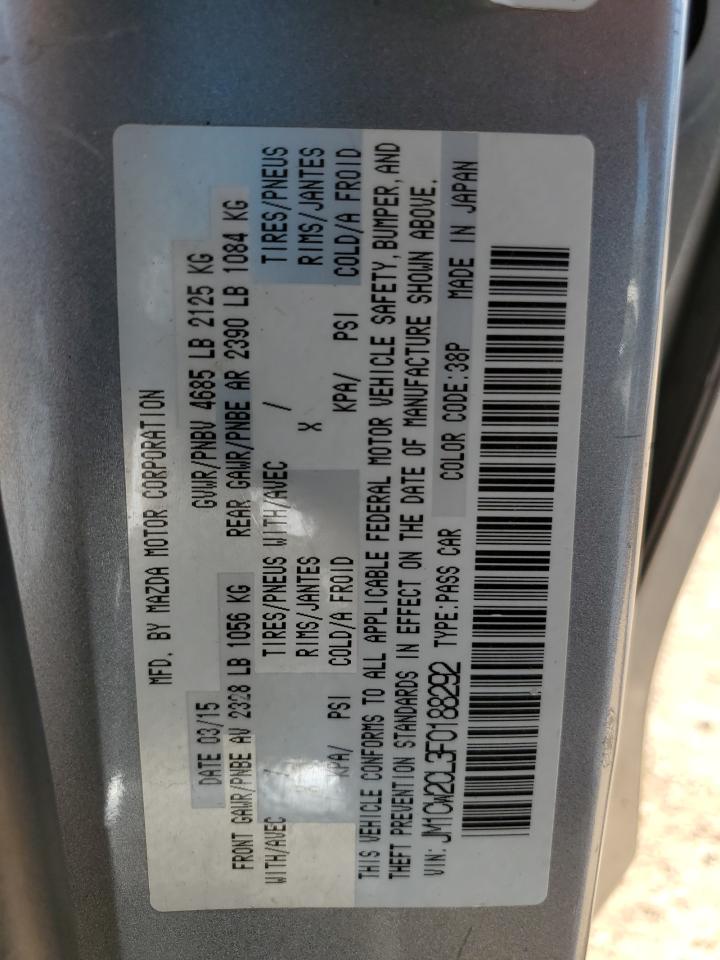 MFD. BY MAZDA MOTOR CORPORATION
DATE 03/15 GVWR/PNBV 4685 LB 2125 KG
FRONT GAWR/PNBE AV 2328 LB 1056 KG REAR GAWR/PNBE AR 2390 LB 1084 KG
WITH/AVEC TIRES/PNEUS WITH/AVEC / TIRES/PNEUS
RIMS/JANTES X RIMS/JANTES
KPA/ PSI COLD/A FROID KPA/ PSI COLD/A FROID
THIS VEHICLE CONFORMS TO ALL APPLICABLE FEDERAL MOTOR VEHICLE SAFETY, BUMPER, AND
THEFT PREVENTION STANDARDS IN EFFECT ON THE DATE OF MANUFACTURE SHOWN ABOVE.
VIN: JM1CW2CL3F0188292 TYPE:PASS CAR COLOR CODE:38P MADE IN JAPAN